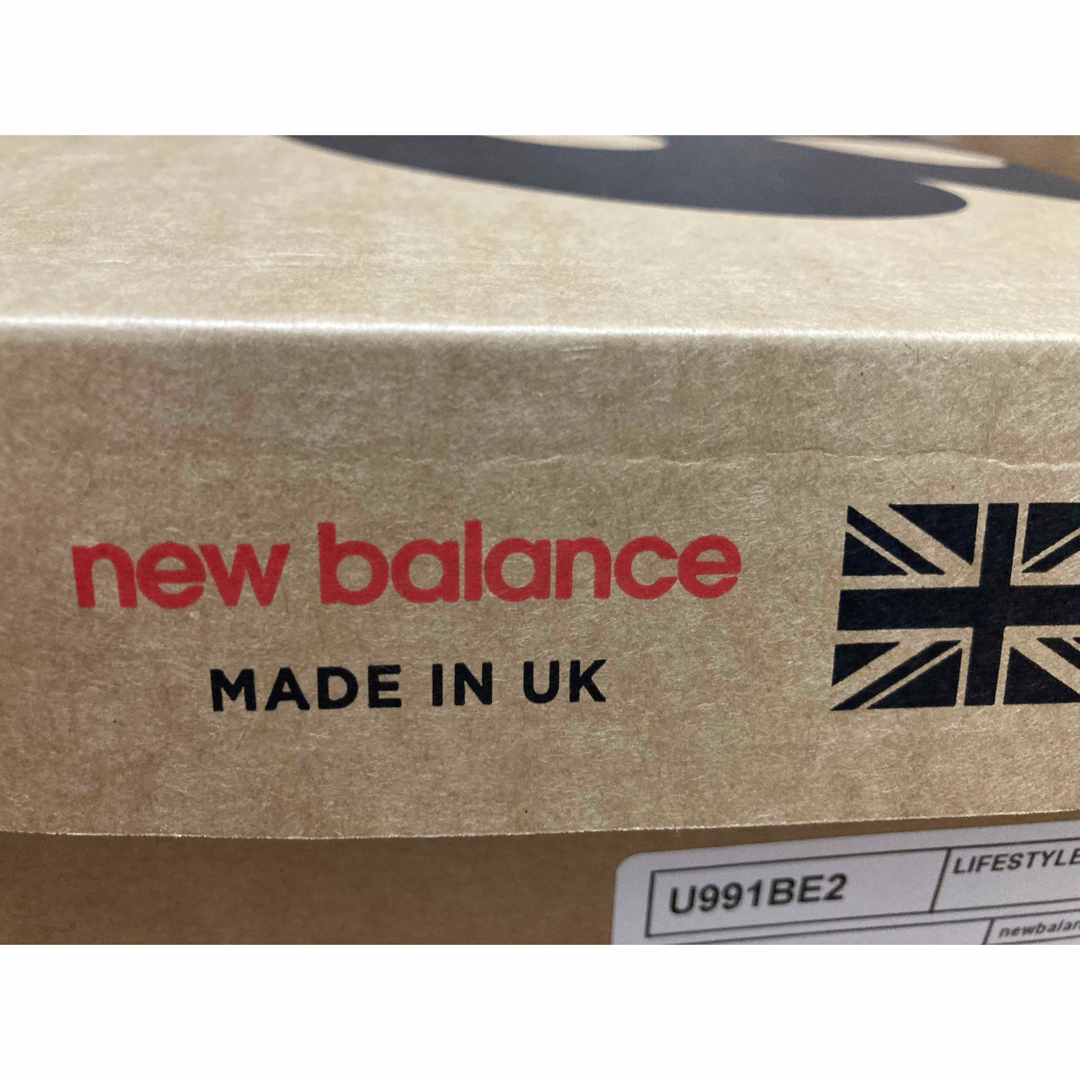 new balance
MADE IN UK
U991BE2
LIFESTYLE